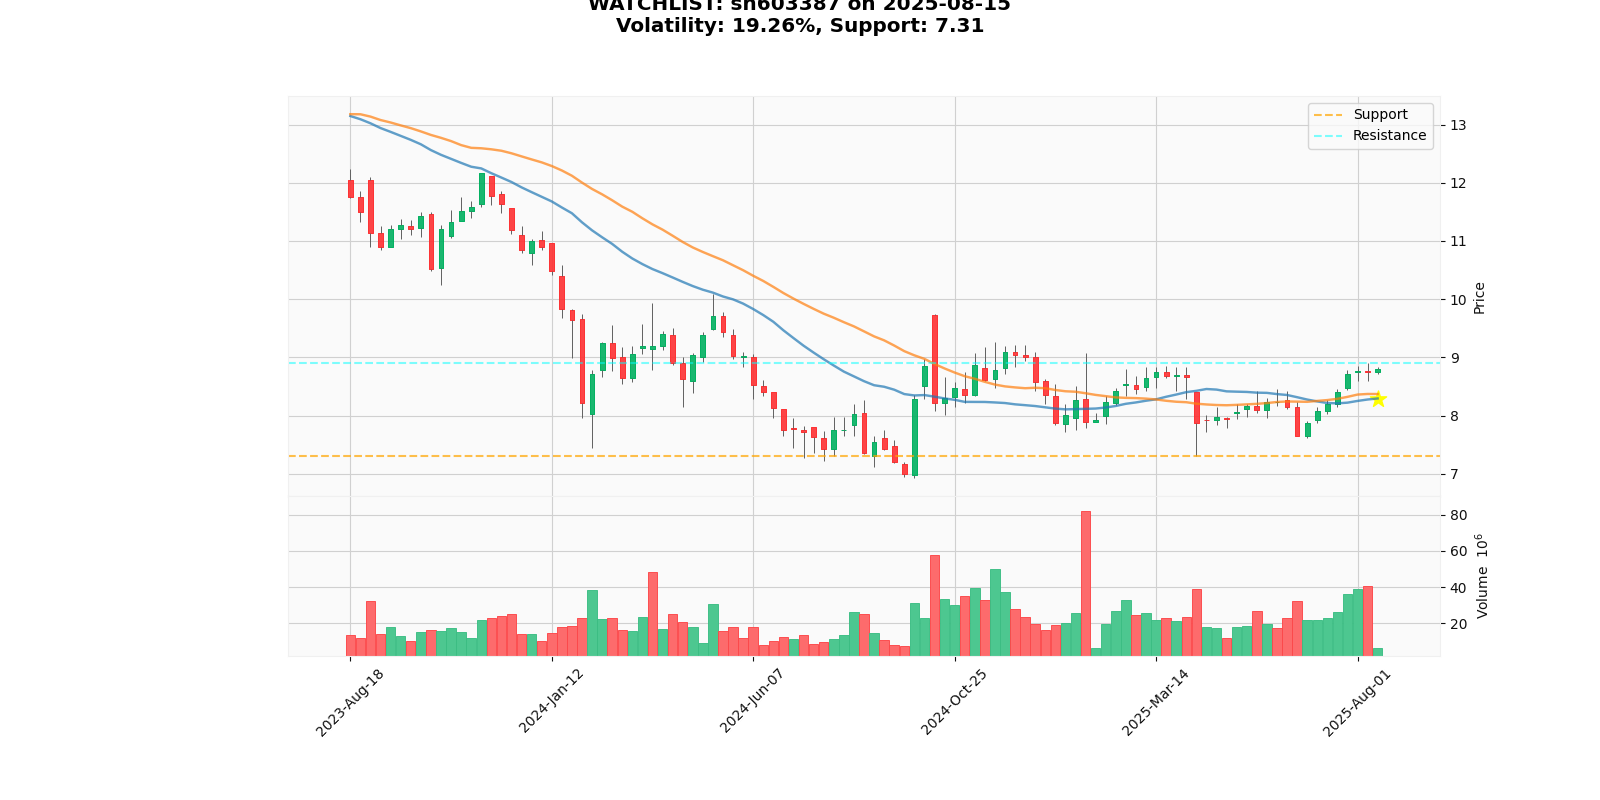 WATCHLIST: sh603387 on 2025-08-15
Volatility: 19.26%, Support: 7.31
Support
Resistance
13
12
11
10
9
8
7
Price
80
60
40
20
Volume 10^6
2023-Aug-18
2024-Jan-12
2024-Jun-07
2024-Oct-25
2025-Mar-14
2025-Aug-01